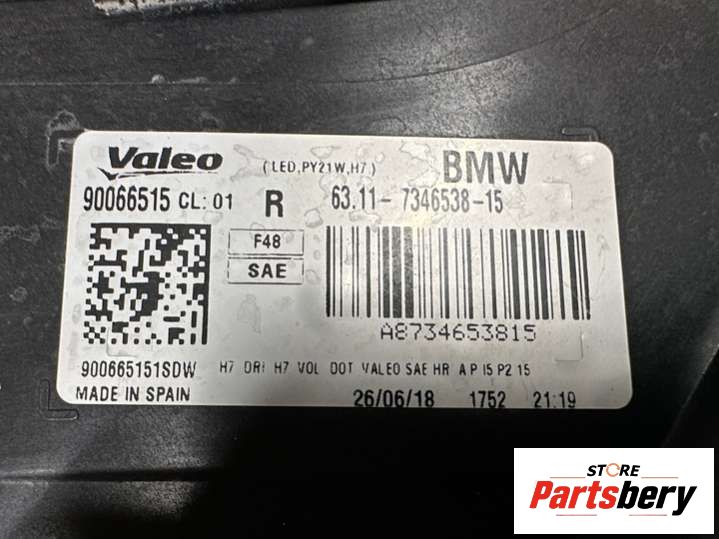 Valeo (LED,PY21W,H7) BMW
90066515 CL:01 R 63.11- 7346538-15
F48
SAE
A8734653815
900665151SDW H7 DRI H7 VOL DOT VALEO SAE HR A P I5 P2 15
MADE IN SPAIN 26/06/18 1752 21:19
STORE
Partsbery